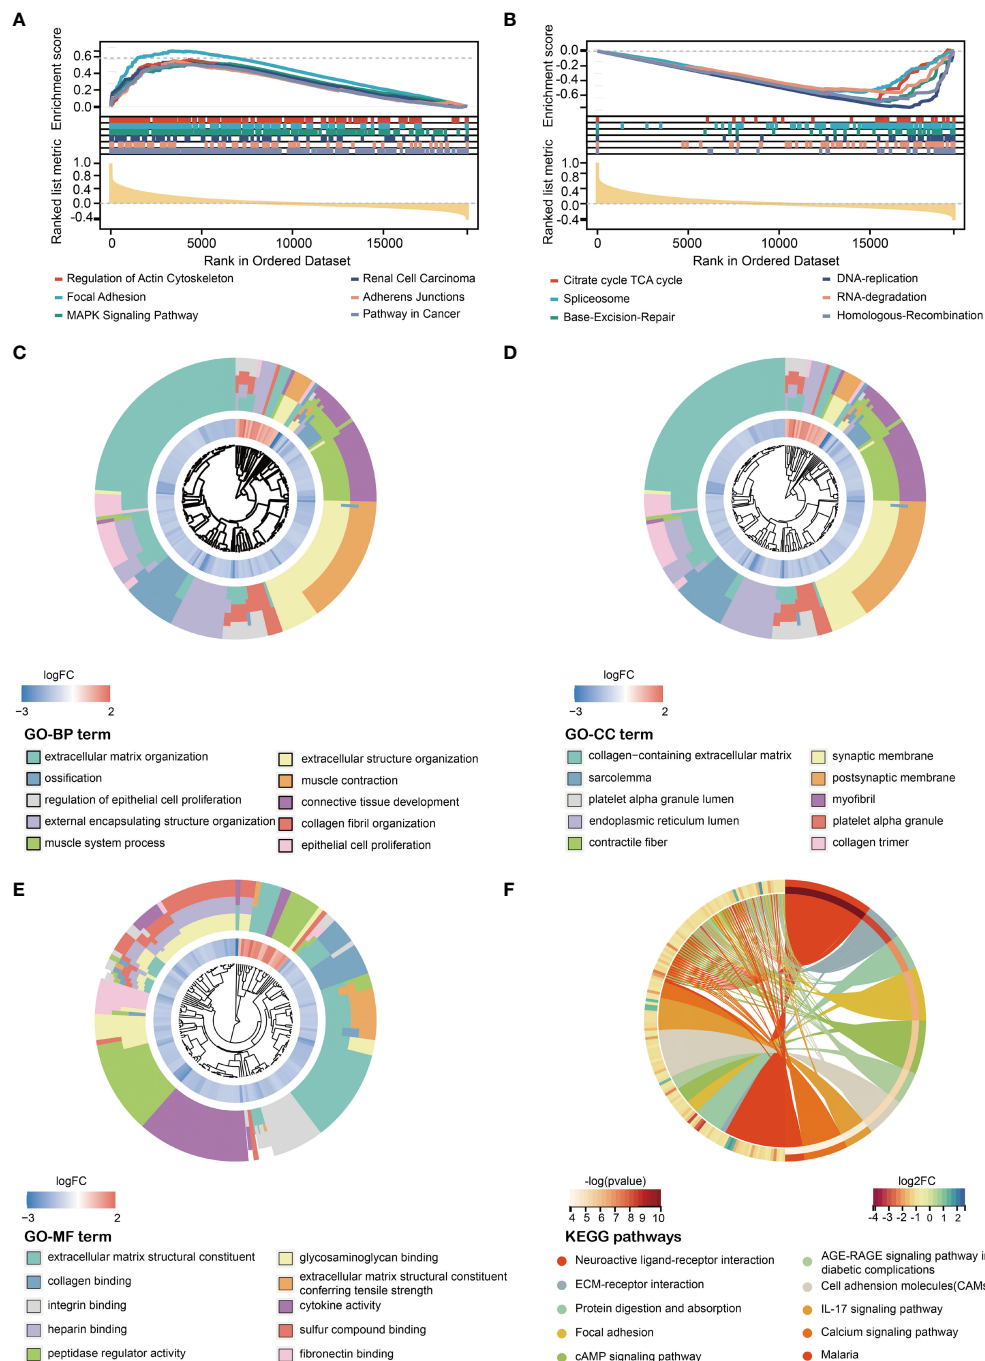 A
Enrichment score
0.6
0.4
0.2
0.0
Ranked list metric
1.0
0.8
0.4
0.0
-0.4
0 5000 10000 15000
Rank in Ordered Dataset
Regulation of Actin Cytoskeleton
Focal Adhesion
MAPK Signaling Pathway
Renal Cell Carcinoma
Adherens Junctions
Pathway in Cancer
B
Enrichment score
0.0
-0.2
-0.6
Ranked list metric
1.0
0.8
0.4
0.0
-0.4
0 5000 10000 15000
Rank in Ordered Dataset
Citrate cycle TCA cycle
Spliceosome
Base-Excision-Repair
DNA-replication
RNA-degradation
Homologous-Recombination
C
logFC
−3 2
GO-BP term
extracellular matrix organization
ossification
regulation of epithelial cell proliferation
external encapsulating structure organization
muscle system process
extracellular structure organization
muscle contraction
connective tissue development
collagen fibril organization
epithelial cell proliferation
D
logFC
−3 2
GO-CC term
collagen−containing extracellular matrix
sarcolemma
platelet alpha granule lumen
endoplasmic reticulum lumen
contractile fiber
synaptic membrane
postsynaptic membrane
myofibril
platelet alpha granule
collagen trimer
E
logFC
−3 2
GO-MF term
extracellular matrix structural constituent
collagen binding
integrin binding
heparin binding
peptidase regulator activity
glycosaminoglycan binding
extracellular matrix structural constituent
conferring tensile strength
cytokine activity
sulfur compound binding
fibronectin binding
F
-log(pvalue)
4 5 6 7 8 9 10
log2FC
-4 -3 -2 -1 0 1 2
KEGG pathways
Neuroactive ligand-receptor interaction
ECM-receptor interaction
Protein digestion and absorption
Focal adhesion
cAMP signaling pathway
AGE-RAGE signaling pathway in
diabetic complications
Cell adhension molecules(CAMs
IL-17 signaling pathway
Calcium signaling pathway
Malaria